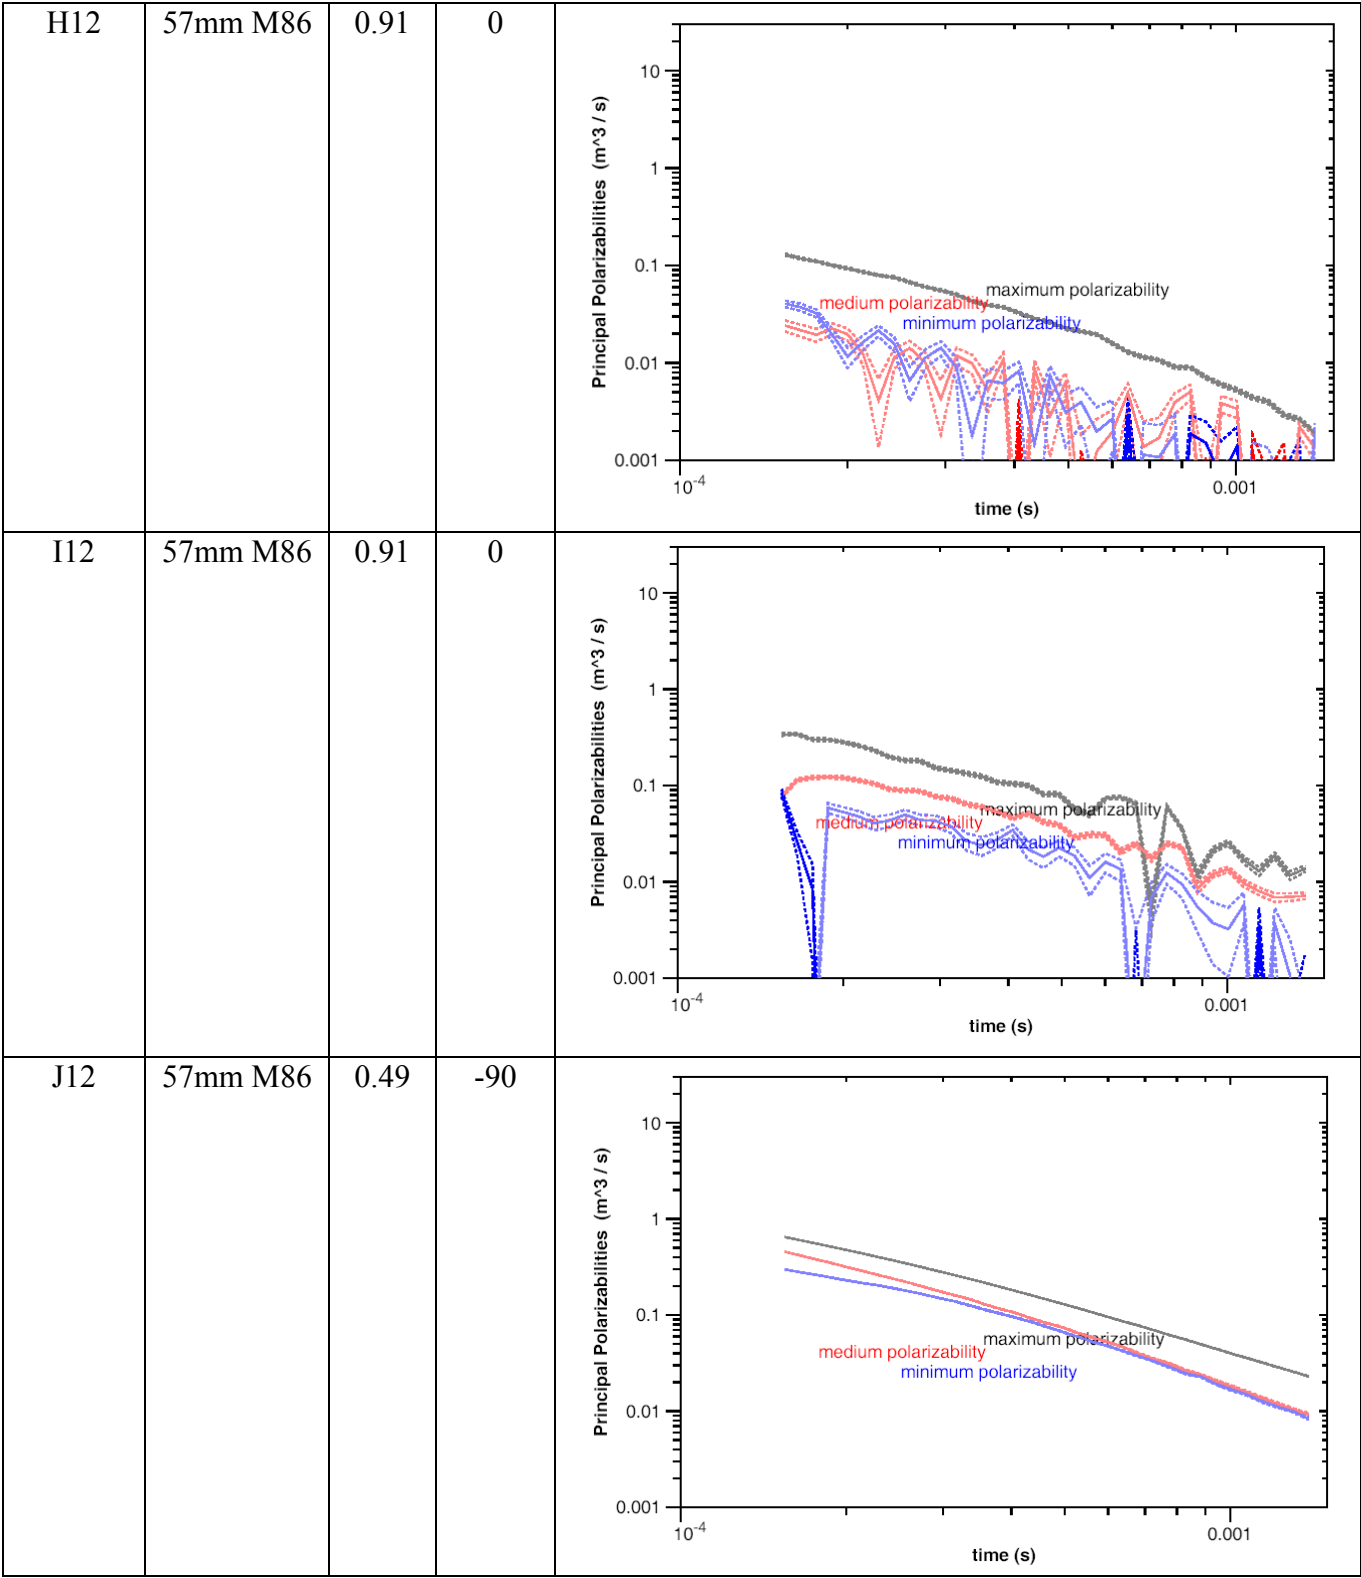 H12 57mm M86 0.91 0
10
1
0.1
0.01
0.001
Principal Polarizabilities (m^3 / s)
maximum polarizability
medium polarizability
minimum polarizability
10-4 0.001
time (s)
I12 57mm M86 0.91 0
10
1
0.1
0.01
0.001
Principal Polarizabilities (m^3 / s)
maximum polarizability
medium polarizability
minimum polarizability
10-4 0.001
time (s)
J12 57mm M86 0.49 -90
10
1
0.1
0.01
0.001
Principal Polarizabilities (m^3 / s)
maximum polarizability
medium polarizability
minimum polarizability
10-4 0.001
time (s)